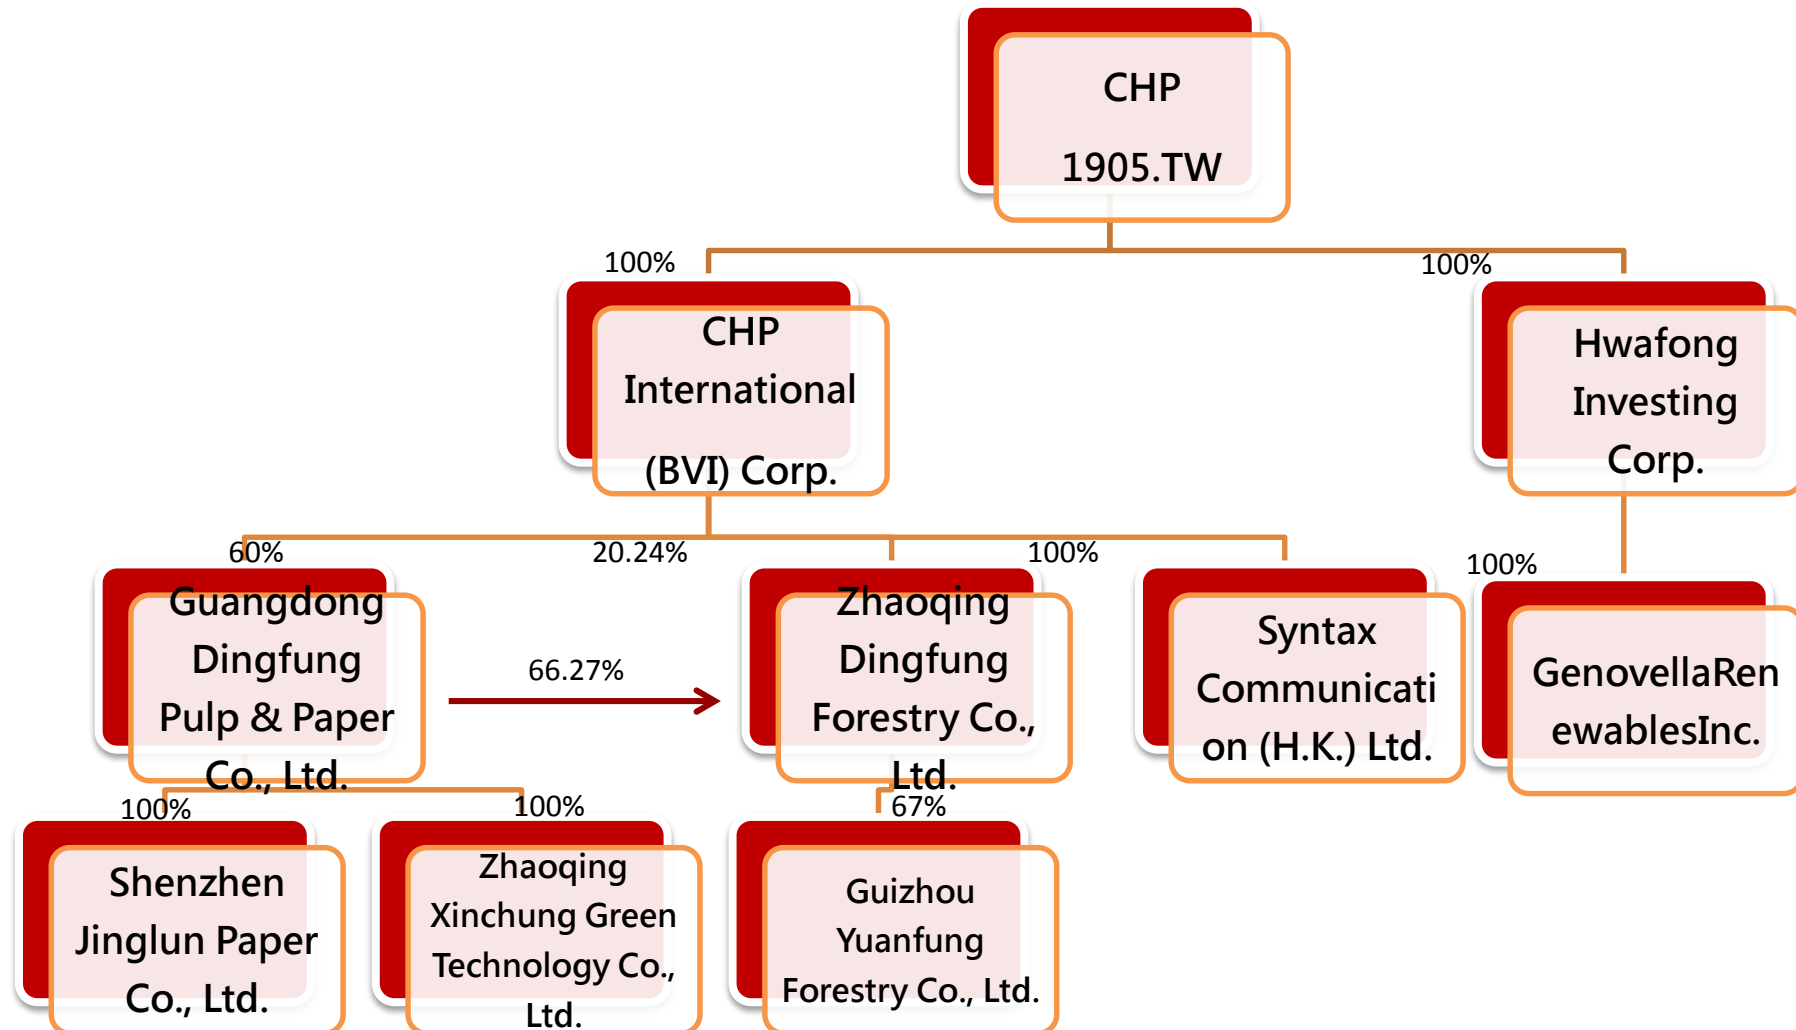 CHP
1905.TW
100%
100%
CHP
International
(BVI) Corp.
Hwafong
Investing
Corp.
60%
20.24%
100%
100%
Guangdong
Dingfung
Pulp & Paper
Co., Ltd.
66.27%
Zhaoqing
Dingfung
Forestry Co.,
Ltd.
Syntax
Communicati
on (H.K.) Ltd.
GenovellaRen
ewablesInc.
100%
100%
67%
Shenzhen
Jinglun Paper
Co., Ltd.
Zhaoqing
Xinchung Green
Technology Co.,
Ltd.
Guizhou
Yuanfung
Forestry Co., Ltd.